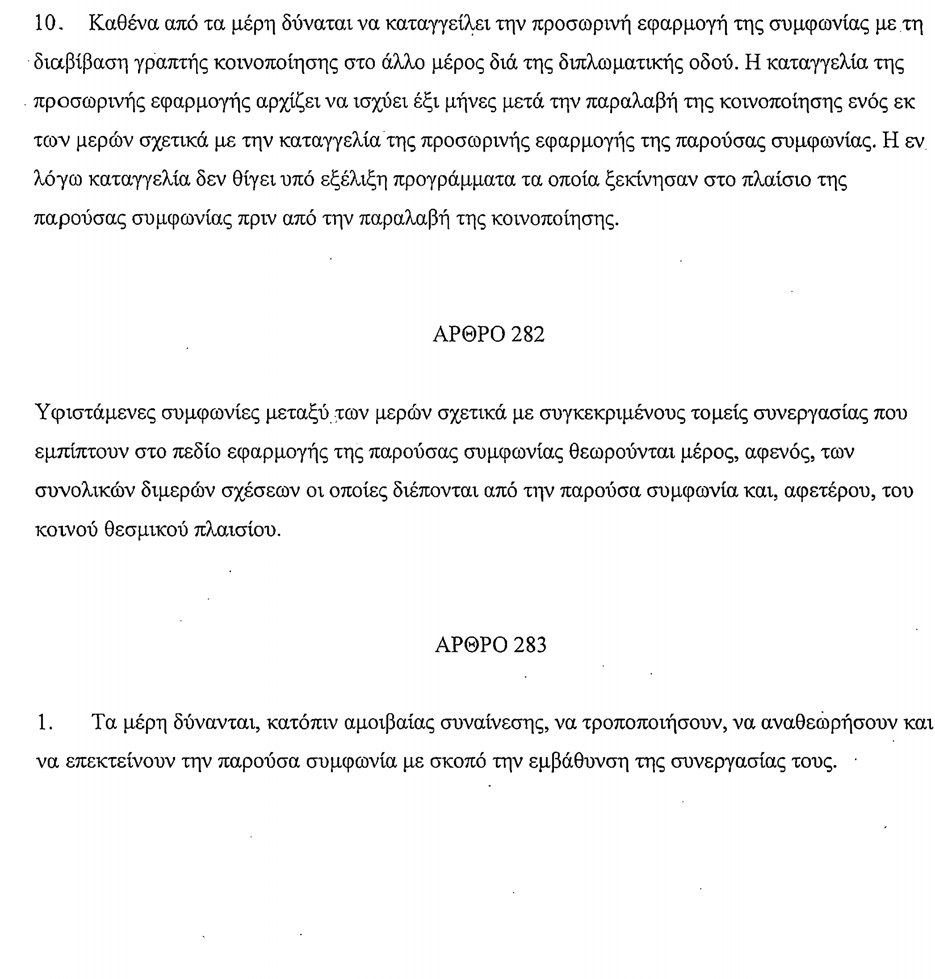 10. Καθένα από τα μέρη δύναται να καταγγείλει την προσωρινή εφαρμογή της συμφωνίας με τη
διαβίβαση γραπτής κοινοποίησης στο άλλο μέρος διά της διπλωματικής οδού. Η καταγγελία της
προσωρινής εφαρμογής αρχίζει να ισχύει έξι μήνες μετά την παραλαβή της κοινοποίησης ενός εκ
των μερών σχετικά με την καταγγελία της προσωρινής εφαρμογής της παρούσας συμφωνίας. Η εν
λόγω καταγγελία δεν θίγει υπό εξέλιξη προγράμματα τα οποία ξεκίνησαν στο πλαίσιο της
παρούσας συμφωνίας πριν από την παραλαβή της κοινοποίησης.
ΑΡΘΡΟ 282
Υφιστάμενες συμφωνίες μεταξύ των μερών σχετικά με συγκεκριμένους τομείς συνεργασίας που
εμπίπτουν στο πεδίο εφαρμογής της παρούσας συμφωνίας θεωρούνται μέρος, αφενός, των
συνολικών διμερών σχέσεων οι οποίες διέπονται από την παρούσα συμφωνία και, αφετέρου, του
κοινού θεσμικού πλαισίου.
ΑΡΘΡΟ 283
1. Τα μέρη δύνανται, κατόπιν αμοιβαίας συναίνεσης, να τροποποιήσουν, να αναθεωρήσουν και
να επεκτείνουν την παρούσα συμφωνία με σκοπό την εμβάθυνση της συνεργασίας τους.